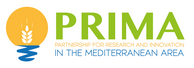 PRIMA
PARTNERSHIP FOR RESEARCH AND INNOVATION
IN THE MEDITERRANEAN AREA